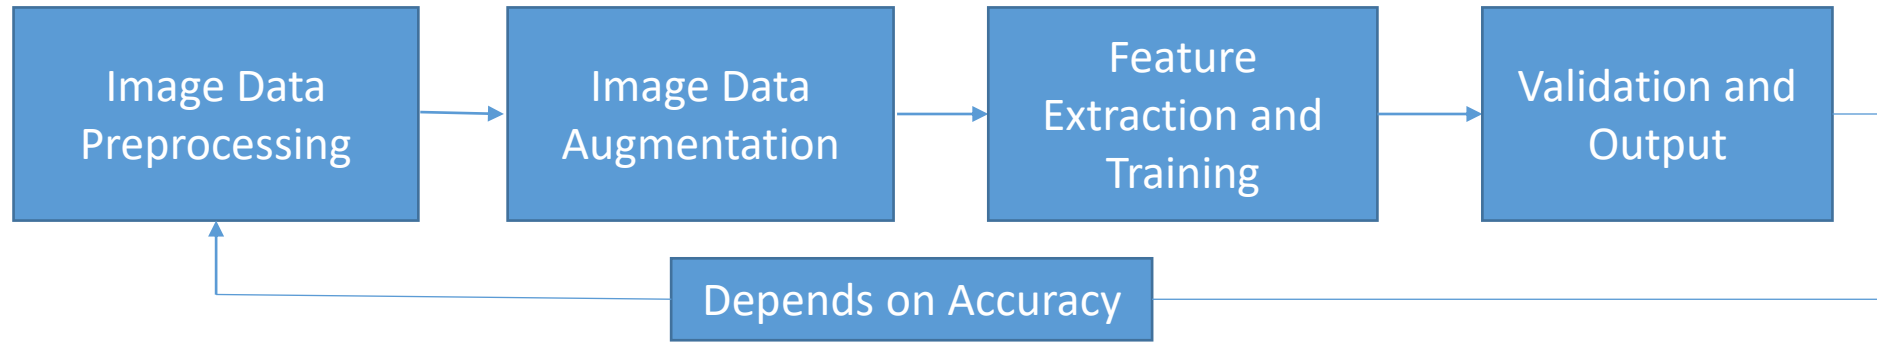 Image Data
Preprocessing
Image Data
Augmentation
Feature
Extraction and
Training
Validation and
Output
Depends on Accuracy